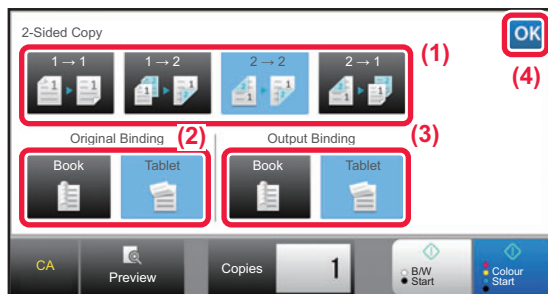 2-Sided Copy
OK
1 → 1
1 → 2
2 → 2
2 → 1
(1)
(4)
Original Binding
(2)
Output Binding
(3)
Book
Tablet
Book
Tablet
CA
Preview
Copies
1
B/W
Start
Colour
Start